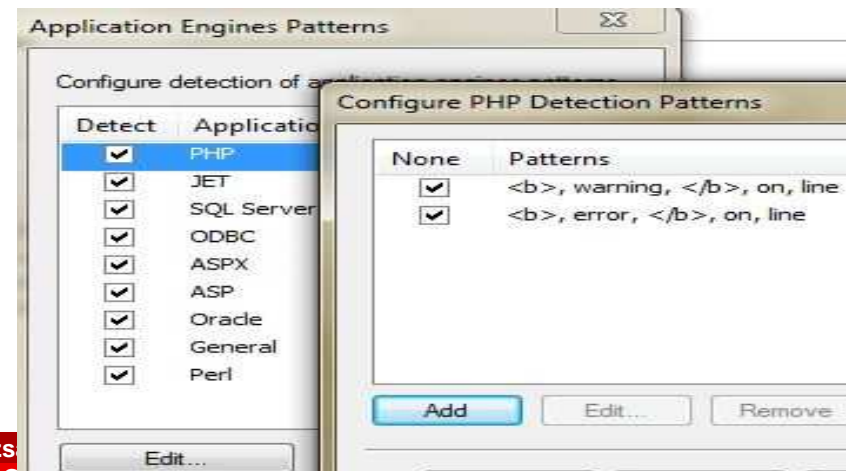 Application Engines Patterns
Configure detection of
Detect
PHP
JET
SQL Server
ODBC
ASPX
ASP
Oracle
General
Perl
Edit...
Configure PHP Detection Patterns
None Patterns
<b>, warning, </b>, on, line
<b>, error, </b>, on, line
Add Edit... Remove